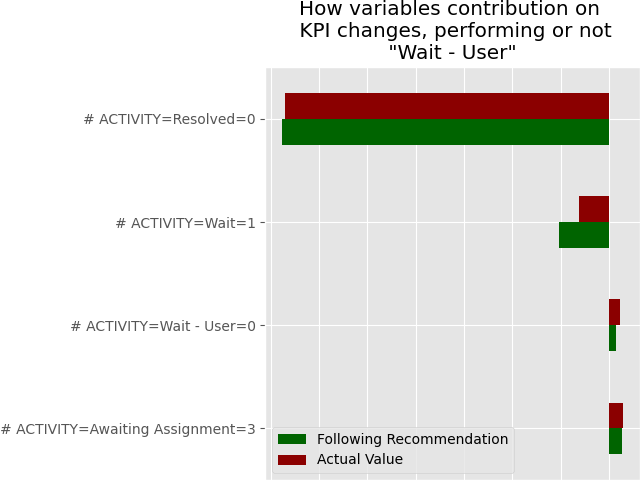 How variables contribution on
KPI changes, performing or not
"Wait - User"
# ACTIVITY=Resolved=0
# ACTIVITY=Wait=1
# ACTIVITY=Wait - User=0
# ACTIVITY=Awaiting Assignment=3
Following Recommendation
Actual Value